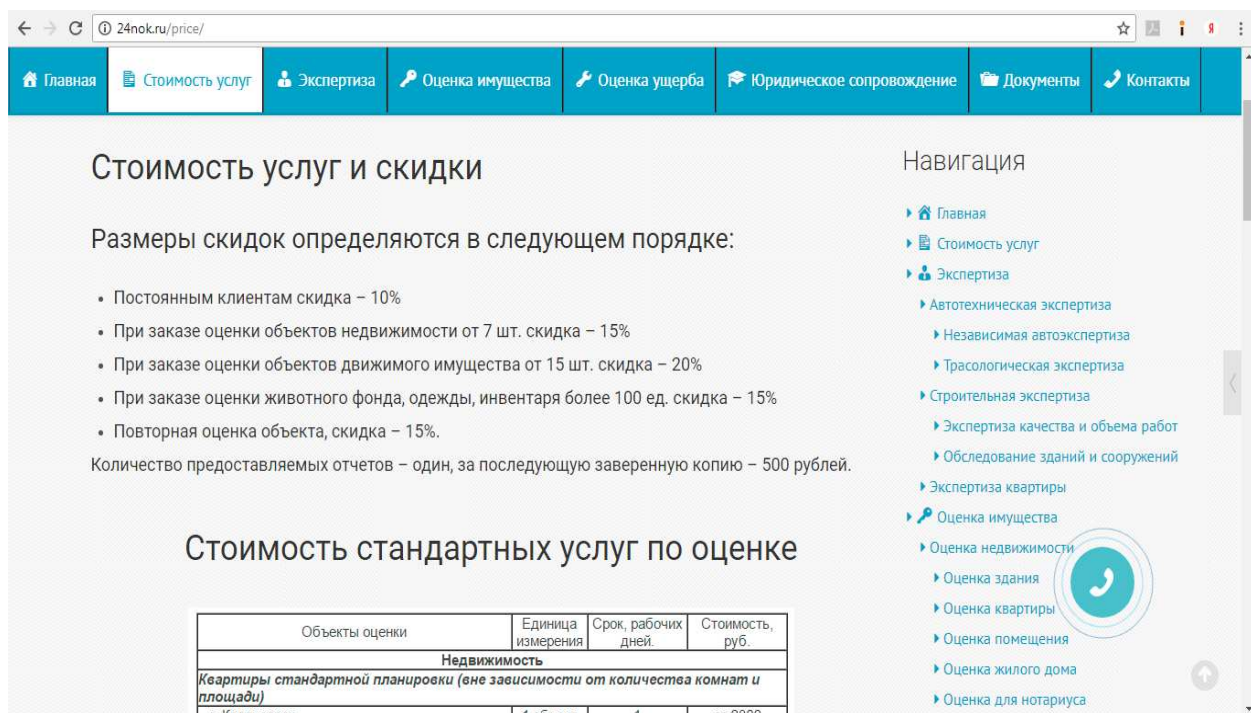 24nok.ru/price/
Главная
Стоимость услуг
Экспертиза
Оценка имущества
Оценка ущерба
Юридическое сопровождение
Документы
Контакты
Стоимость услуг и скидки
Размеры скидок определяются в следующем порядке:
• Постоянным клиентам скидка – 10%
• При заказе оценки объектов недвижимости от 7 шт. скидка – 15%
• При заказе оценки объектов движимого имущества от 15 шт. скидка – 20%
• При заказе оценки животного фонда, одежды, инвентаря более 100 ед. скидка – 15%
• Повторная оценка объекта, скидка – 15%.
Количество предоставляемых отчетов – один, за последующую заверенную копию – 500 рублей.
Стоимость стандартных услуг по оценке
Объекты оценки
Единица
измерения
Срок, рабочих
дней.
Стоимость,
руб.
Недвижимость
Квартиры стандартной планировки (вне зависимости от количества комнат и
площади)
Навигация
Главная
Стоимость услуг
Экспертиза
Автотехническая экспертиза
Независимая автоэкспертиза
Трасологическая экспертиза
Строительная экспертиза
Экспертиза качества и объема работ
Обследование зданий и сооружений
Экспертиза квартиры
Оценка имущества
Оценка недвижимости
Оценка здания
Оценка квартиры
Оценка помещения
Оценка жилого дома
Оценка для нотариуса